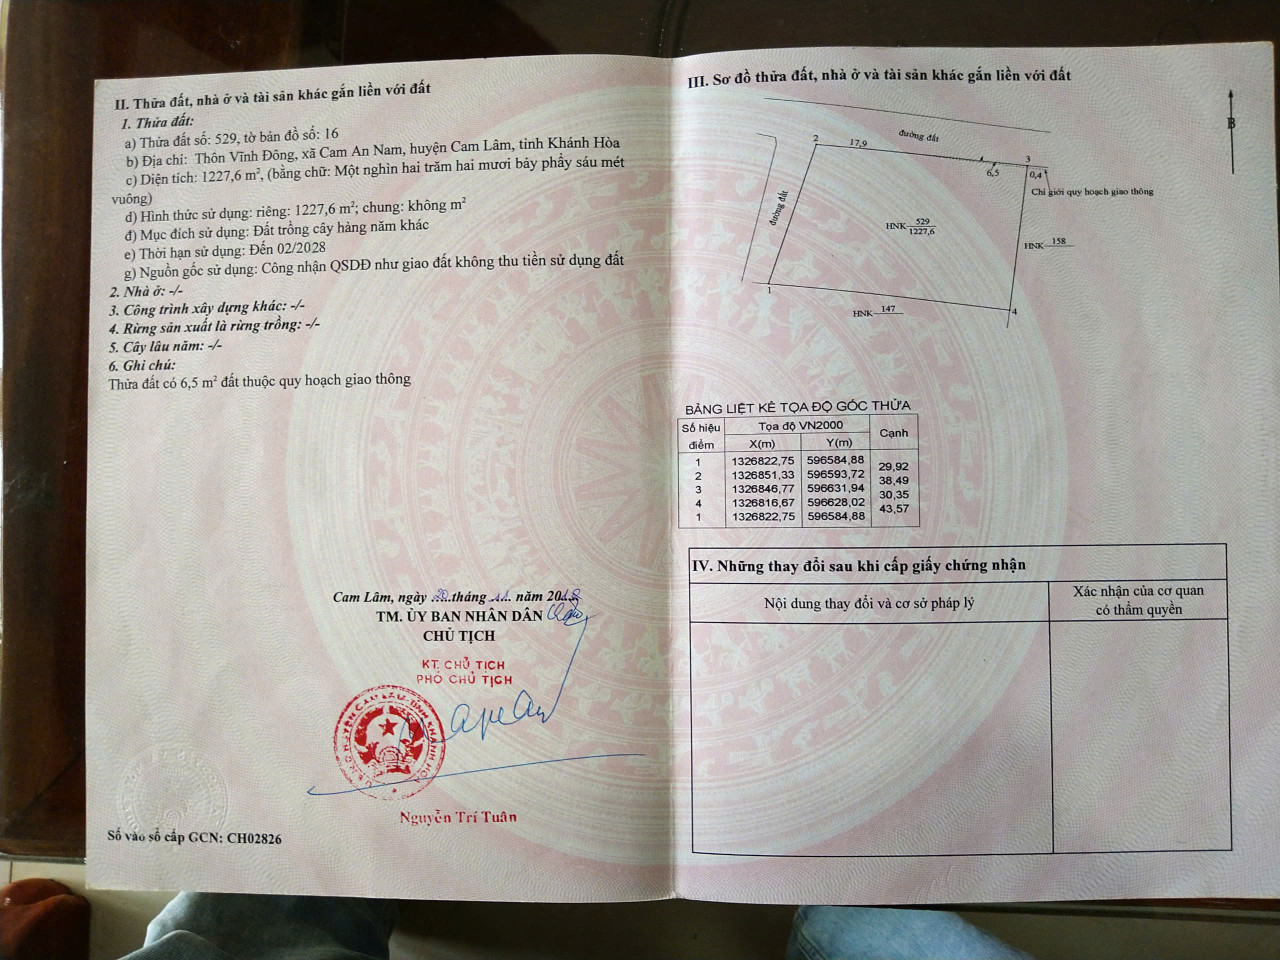 II. Thửa đất, nhà ở và tài sản khác gắn liền với đất
1. Thửa đất:
a) Thửa đất số: 529, tờ bản đồ số: 16
b) Địa chỉ: Thôn Vĩnh Đông, xã Cam An Nam, huyện Cam Lâm, tỉnh Khánh Hòa
c) Diện tích: 1227,6 m², (bằng chữ: Một nghìn hai trăm hai mươi bảy phẩy sáu mét
vuông)
d) Hình thức sử dụng: riêng: 1227,6 m²; chung: không m²
đ) Mục đích sử dụng: Đất trồng cây hàng năm khác
e) Thời hạn sử dụng: Đến 02/2028
g) Nguồn gốc sử dụng: Công nhận QSDĐ như giao đất không thu tiền sử dụng đất
2. Nhà ở: -/-
3. Công trình xây dựng khác: -/-
4. Rừng sản xuất là rừng trồng: -/-
5. Cây lâu năm: -/-
6. Ghi chú:
Thửa đất có 6,5 m² đất thuộc quy hoạch giao thông
Cam Lâm, ngày 20 tháng 11 năm 2018
TM. ỦY BAN NHÂN DÂN
CHỦ TỊCH
KT. CHỦ TỊCH
PHÓ CHỦ TỊCH
Nguyễn Trí Tuân
Số vào sổ cấp GCN: CH02826
III. Sơ đồ thửa đất, nhà ở và tài sản khác gắn liền với đất
B
đường đất
2
17,9
3
6,5
0,4
Chỉ giới quy hoạch giao thông
đường đất
HNK 529
1227,6
HNK 158
1
HNK 147
4
BẢNG LIỆT KÊ TỌA ĐỘ GÓC THỬA
Số hiệu điểm Tọa độ VN2000 Cạnh
X(m) Y(m)
1 1326822,75 596584,88
29,92
2 1326851,33 596593,72
38,49
3 1326846,77 596631,94
30,35
4 1326816,67 596628,02
43,57
1 1326822,75 596584,88
IV. Những thay đổi sau khi cấp giấy chứng nhận
Nội dung thay đổi và cơ sở pháp lý
Xác nhận của cơ quan
có thẩm quyền